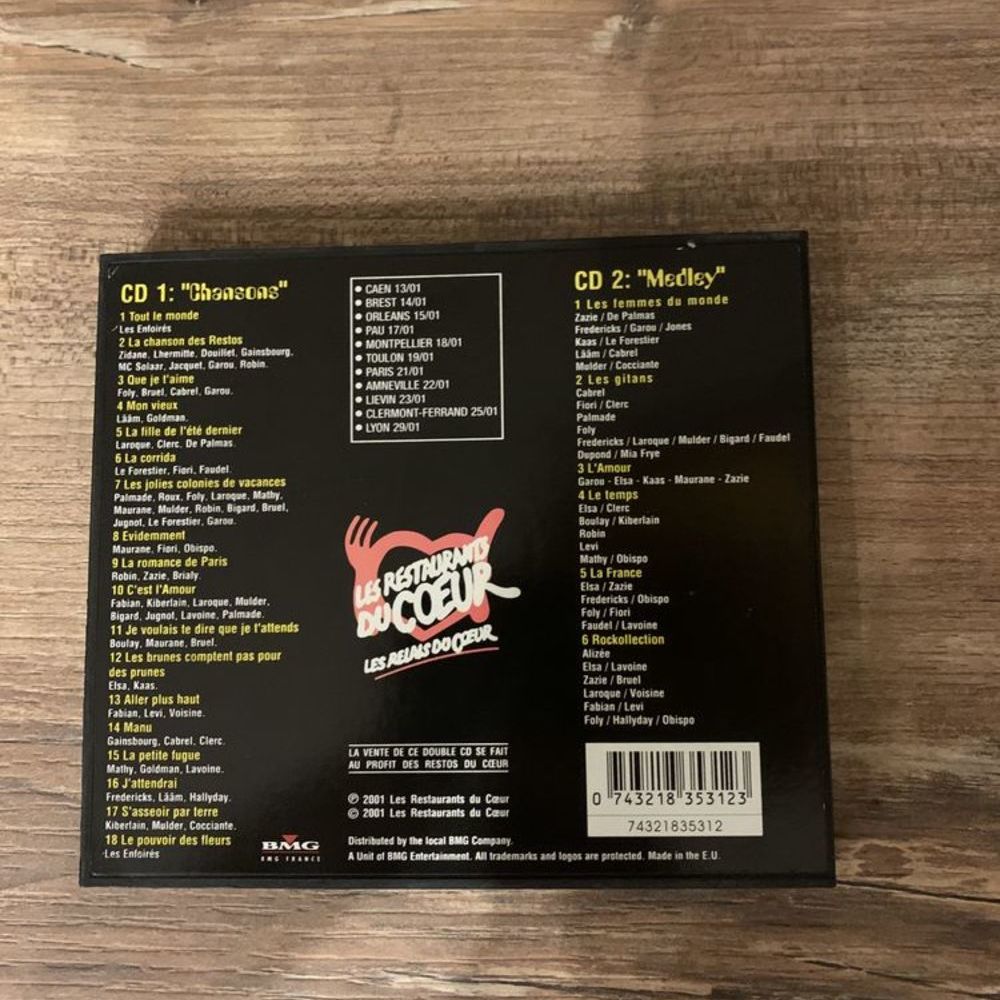 CD 1: "Chansons"
1 Tout le monde
Les Enfoirés
2 La chanson des Restos
Zidane, Lhermitte, Douillet, Gainsbourg,
MC Solaar, Jacquet, Garou, Robin.
3 Que je t'aime
Foly, Bruel, Cabrel, Garou.
4 Mon vieux
Lââm, Goldman.
5 La fille de l'été dernier
Laroque, Clerc, De Palmas.
6 La corrida
Le Forestier, Fiori, Faudel.
7 Les jolies colonies de vacances
Palmade, Roux, Foly, Laroque, Mathy,
Maurane, Mulder, Robin, Bigard, Bruel,
Jugnot, Le Forestier, Garou.
8 Evidemment
Maurane, Fiori, Obispo.
9 La romance de Paris
Robin, Zazie, Brialy.
10 C'est l'Amour
Fabian, Kiberlain, Laroque, Mulder,
Bigard, Jugnot, Lavoine, Palmade.
11 Je voulais te dire que je t'attends
Boulay, Maurane, Bruel.
12 Les brunes comptent pas pour
des prunes
Elsa, Kaas.
13 Aller plus haut
Fabian, Levi, Voisine.
14 Manu
Gainsbourg, Cabrel, Clerc.
15 La petite fugue
Mathy, Goldman, Lavoine.
16 J'attendrai
Fredericks, Lââm, Hallyday.
17 S'asseoir par terre
Kiberlain, Mulder, Cocciante.
18 Le pouvoir des fleurs
Les Enfoirés
BMG
BMG FRANCE
• CAEN 13/01
• BREST 14/01
• ORLEANS 15/01
• PAU 17/01
• MONTPELLIER 18/01
• TOULON 19/01
• PARIS 21/01
• AMNEVILLE 22/01
• LIEVIN 23/01
• CLERMONT-FERRAND 25/01
• LYON 29/01
LES RESTAURANTS
DU CŒUR
LES RELAIS DU CŒUR
LA VENTE DE CE DOUBLE CD SE FAIT
AU PROFIT DES RESTOS DU CŒUR
℗ 2001 Les Restaurants du Cœur
© 2001 Les Restaurants du Cœur
Distributed by the local BMG Company.
A Unit of BMG Entertainment. All trademarks and logos are protected. Made in the E.U.
CD 2: "Medley"
1 Les femmes du monde
Zazie / De Palmas
Fredericks / Garou / Jones
Kaas / Le Forestier
Lââm / Cabrel
Mulder / Cocciante
2 Les gitans
Cabrel
Fiori / Clerc
Palmade
Foly
Fredericks / Laroque / Mulder / Bigard / Faudel
Dupond / Mia Frye
3 L'Amour
Garou - Elsa - Kaas - Maurane - Zazie
4 Le temps
Elsa / Clerc
Boulay / Kiberlain
Robin
Levi
Mathy / Obispo
5 La France
Elsa / Zazie
Fredericks / Obispo
Foly / Fiori
Faudel / Lavoine
6 Rockollection
Alizée
Elsa / Lavoine
Zazie / Bruel
Laroque / Voisine
Fabian / Levi
Foly / Hallyday / Obispo
0 743218 353123
74321835312